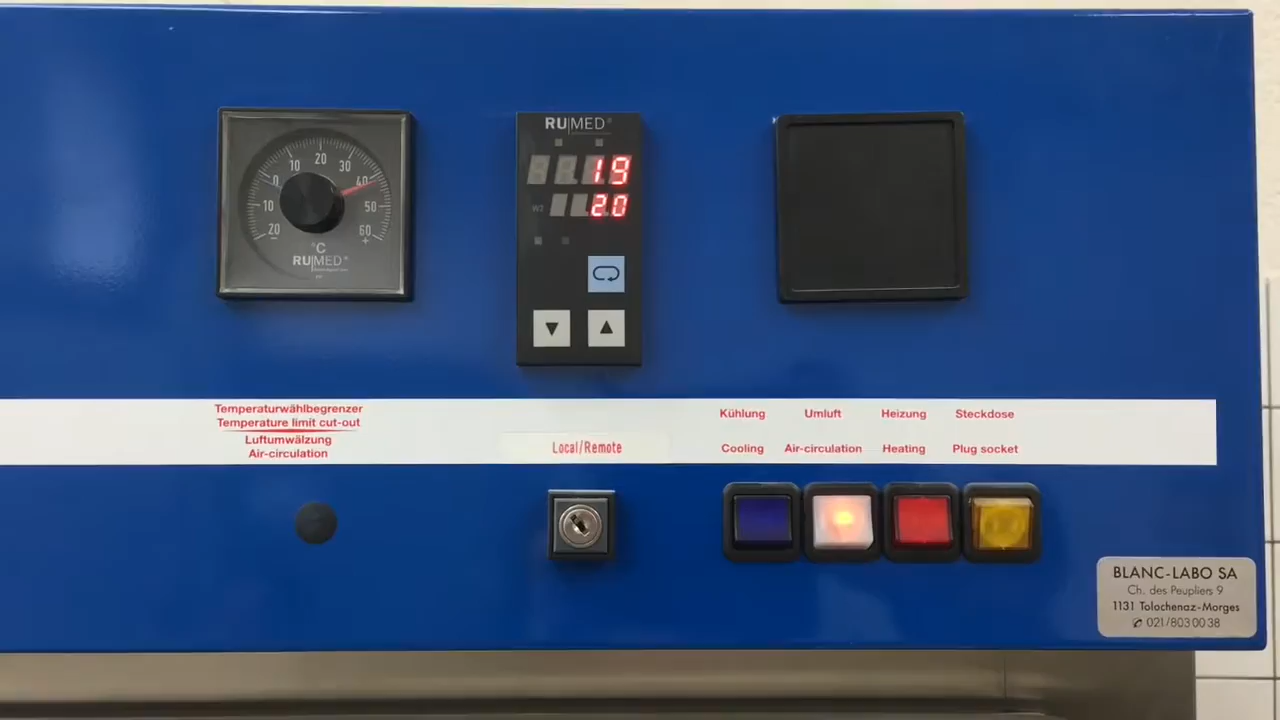 RU|MED®
10
20
30
0
40
10
50
20
60
−
+
°C
RU|MED®
19
W2
20
▼
▲
Temperaturwählbegrenzer
Temperature limit cut-out
Luftumwälzung
Air-circulation
Local/Remote
Kühlung Umluft Heizung Steckdose
Cooling Air-circulation Heating Plug socket
BLANC-LABO SA
Ch. des Peupliers 9
1131 Tolochenaz-Morges
✆ 021/803 00 38